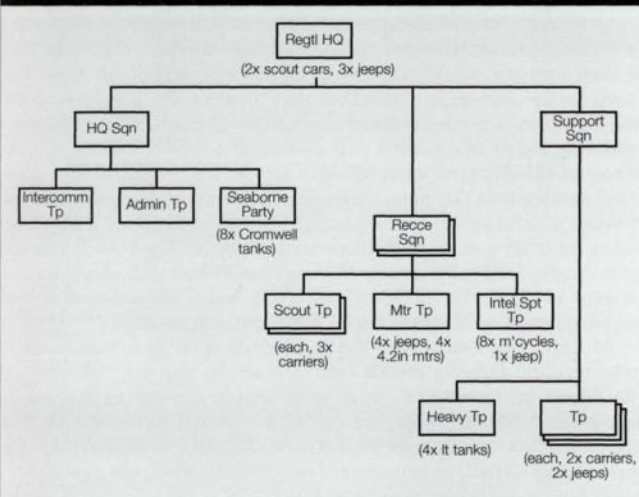 Regtl HQ
(2x scout cars, 3x jeeps)
HQ Sqn
Support
Sqn
Intercomm
Tp
Admin Tp
Seaborne
Party
(8x Cromwell
tanks)
Recce
Sqn
Scout Tp
(each, 3x
carriers)
Mtr Tp
(4x jeeps, 4x
4.2in mtrs)
Intel Spt
Tp
(8x m'cycles,
1x jeep)
Heavy Tp
(4x lt tanks)
Tp
(each, 2x carriers,
2x jeeps)